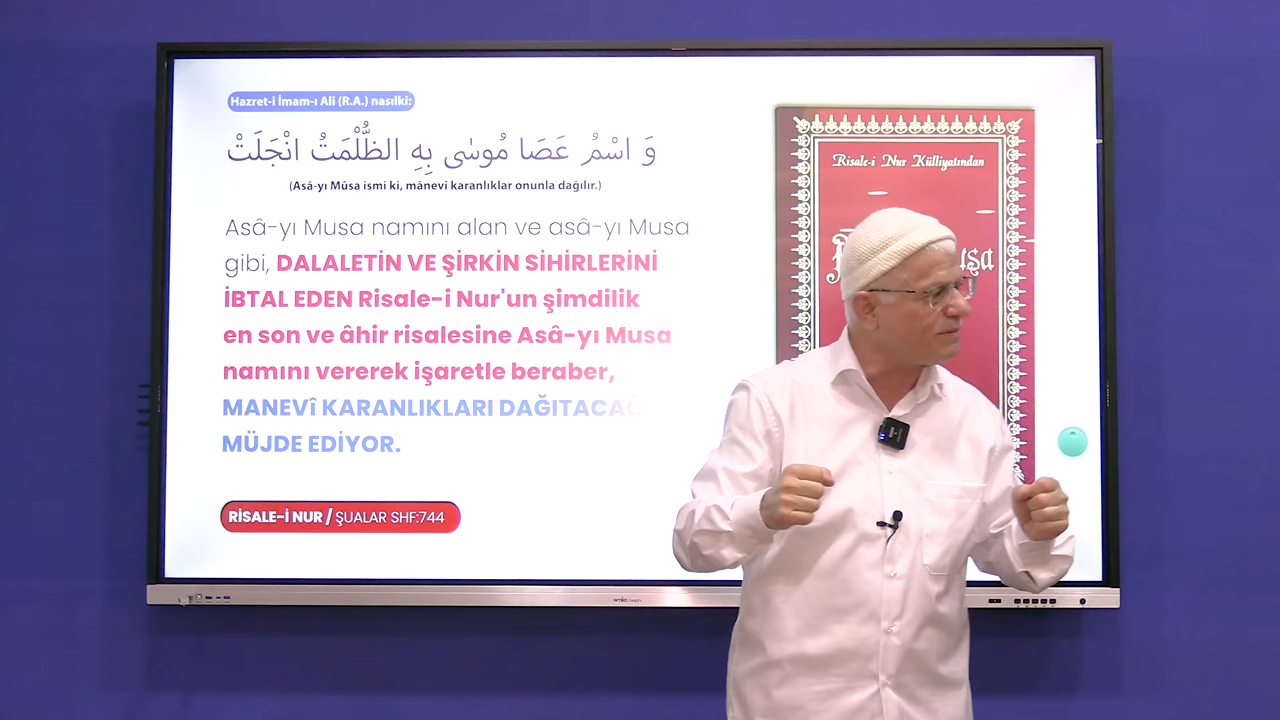 Hazret-i İmam-ı Ali (R.A.) nasılki:
وَ اسْمُ عَصَا مُوسٰى بِهِ الظُّلْمَتُ انْجَلَتْ
(Asâ-yı Mûsa ismi ki, mânevi karanlıklar onunla dağılır.)
Asâ-yı Musa namını alan ve asâ-yı Musa
gibi, DALALETİN VE ŞİRKİN SİHİRLERİNİ
İBTAL EDEN Risale-i Nur'un şimdilik
en son ve âhir risalesine Asâ-yı Musa
namını vererek işaretle beraber,
MANEVÎ KARANLIKLARI
MÜJDE EDİYOR.
RİSALE-İ NUR / ŞUALAR SHF:744
Risale-i Nur Külliyatından